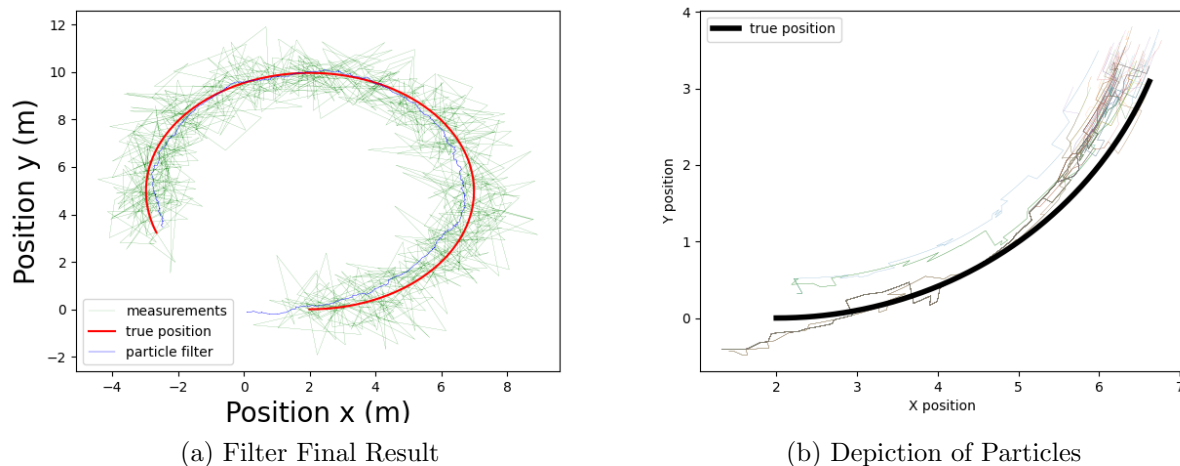 12
10
8
6
4
2
0
−2
Position y (m)
measurements
true position
particle filter
−4
−2
0
2
4
6
8
Position x (m)
(a) Filter Final Result
4
3
2
1
0
Y position
true position
2
3
4
5
6
7
X position
(b) Depiction of Particles